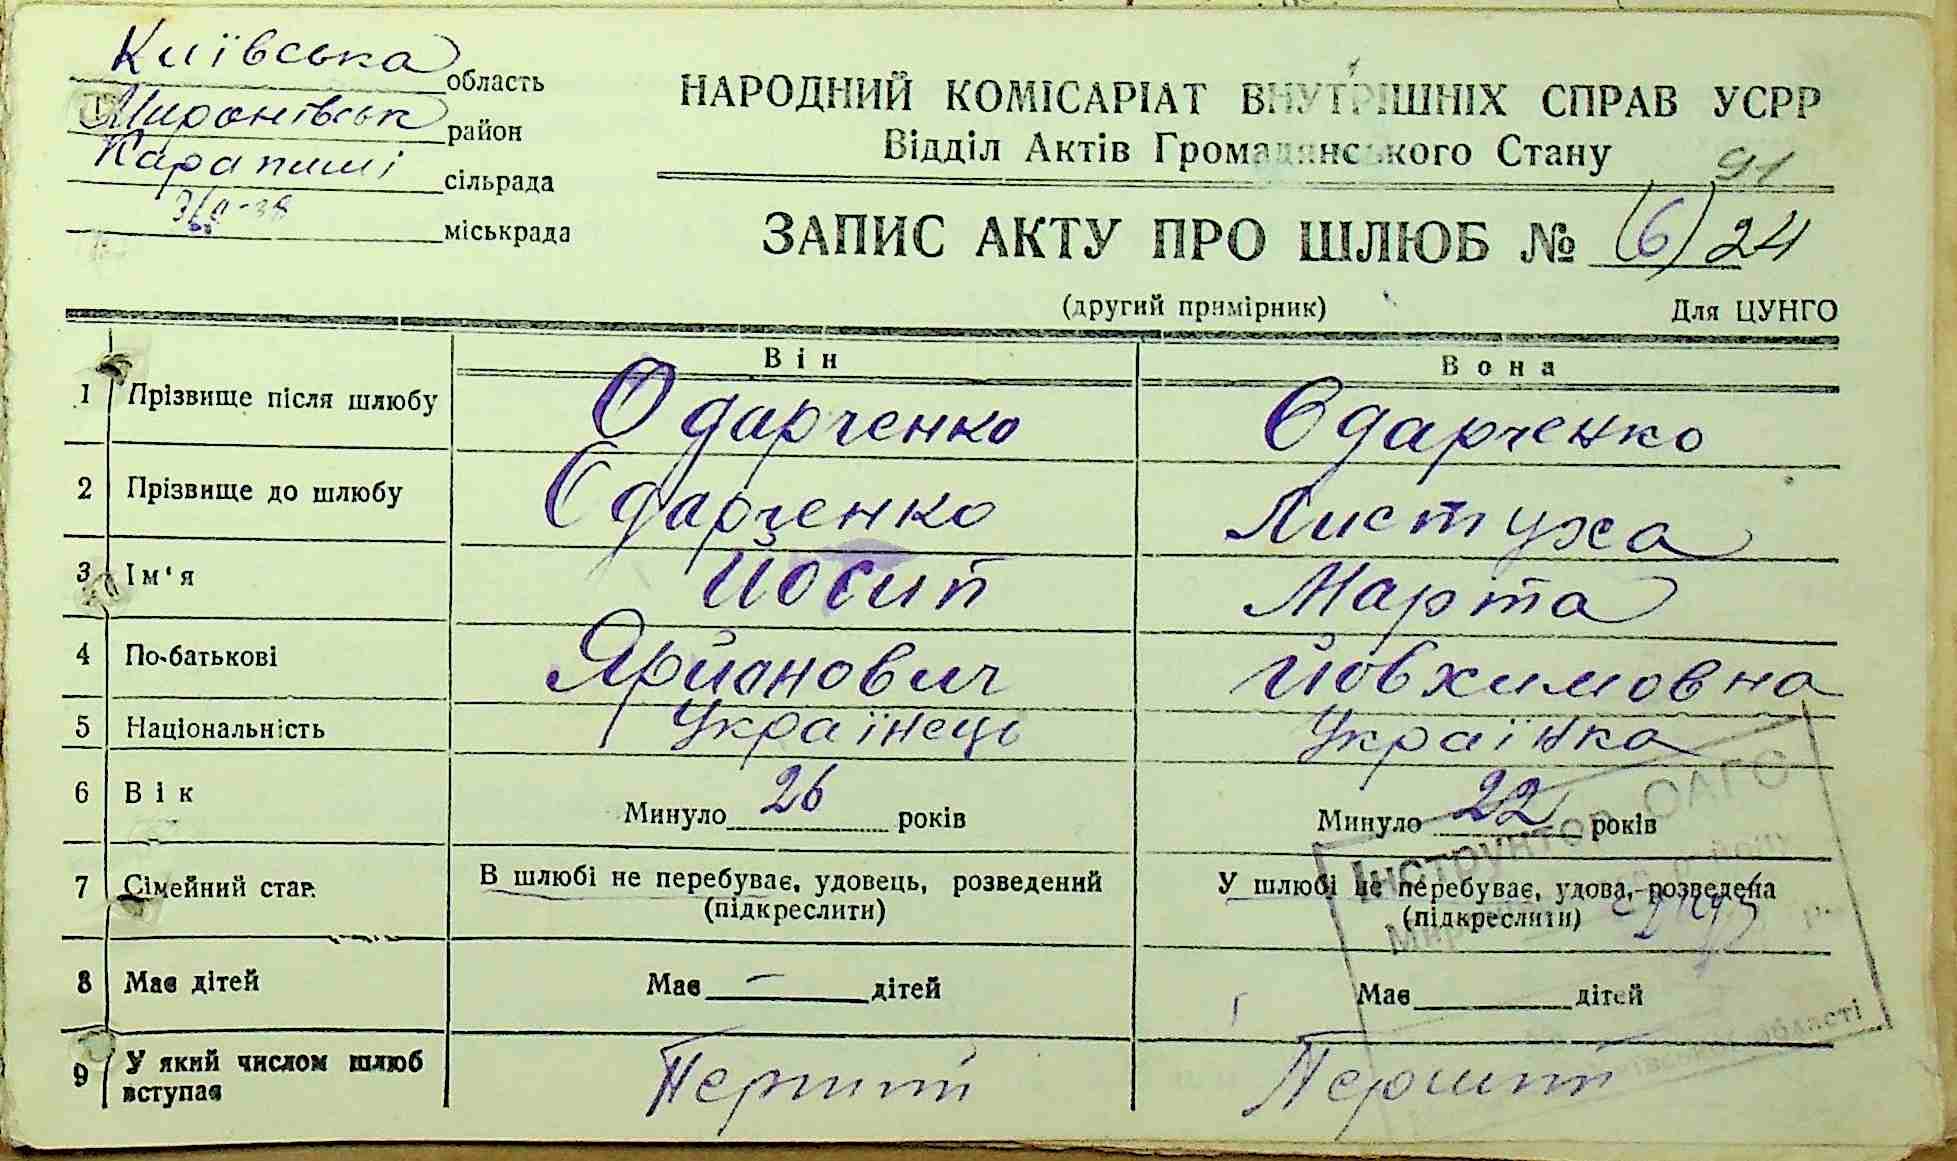 Київська область
Миронівськ район
Карапиші сільрада
міськрада
НАРОДНИЙ КОМІСАРІАТ ВНУТРІШНІХ СПРАВ УСРР
Відділ Актів Громадянського Стану
91
ЗАПИС АКТУ ПРО ШЛЮБ № (6) 24
(другий примірник) Для ЦУНГО
Він Вона
1 Прізвище після шлюбу Одарченко Одарченко
2 Прізвище до шлюбу Одарченко Листуха
3 Ім'я Йосип Марта
4 По-батькові Ярийонович Йовхимовна
5 Національність Українець Українка
6 Вік Минуло 26 років Минуло 22 років
7 Сімейний стан В шлюбі не перебуває, удовець, розведений У шлюбі не перебуває, удова, розведена
(підкреслити) (підкреслити)
8 Має дітей Має — дітей Має дітей
9 У який числом шлюб вступає Перший Перший
Інструктор ОАГС